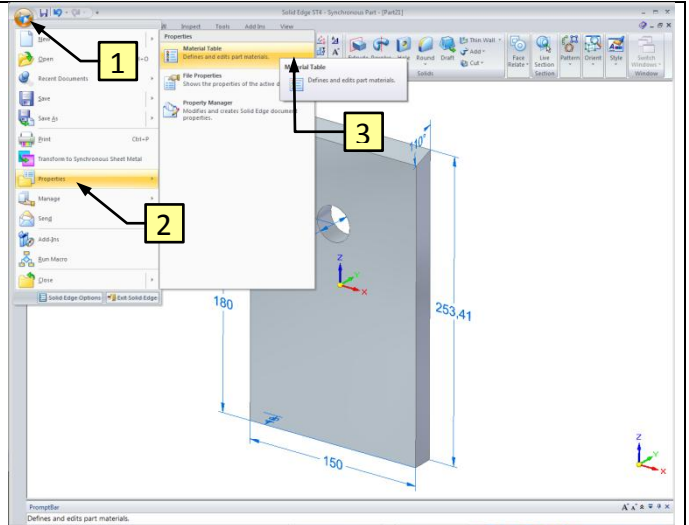 Solid Edge ST4 - Synchronous Part - [Part21]
Inspect Tools Add Ins View
New
Open
Recent Documents
Save
Save As
Print Ctrl+P
Transform to Synchronous Sheet Metal
Properties
Manage
Send
Add-Ins
Run Macro
Close
Solid Edge Options Exit Solid Edge
Properties
Material Table
Defines and edits part materials.
File Properties
Shows the properties of the active
Property Manager
Modifies and creates Solid Edge document
properties.
Material Table
Defines and edits part materials.
Round Draft
Thin Wall
Add
Cut
Solids
Face
Relate
Live
Section
Section
Pattern Orient Style
Switch
Windows
Window
1
2
3
110°
180
253,41
150
Z
Y
X
Z
Y
X
PromptBar
Defines and edits part materials.